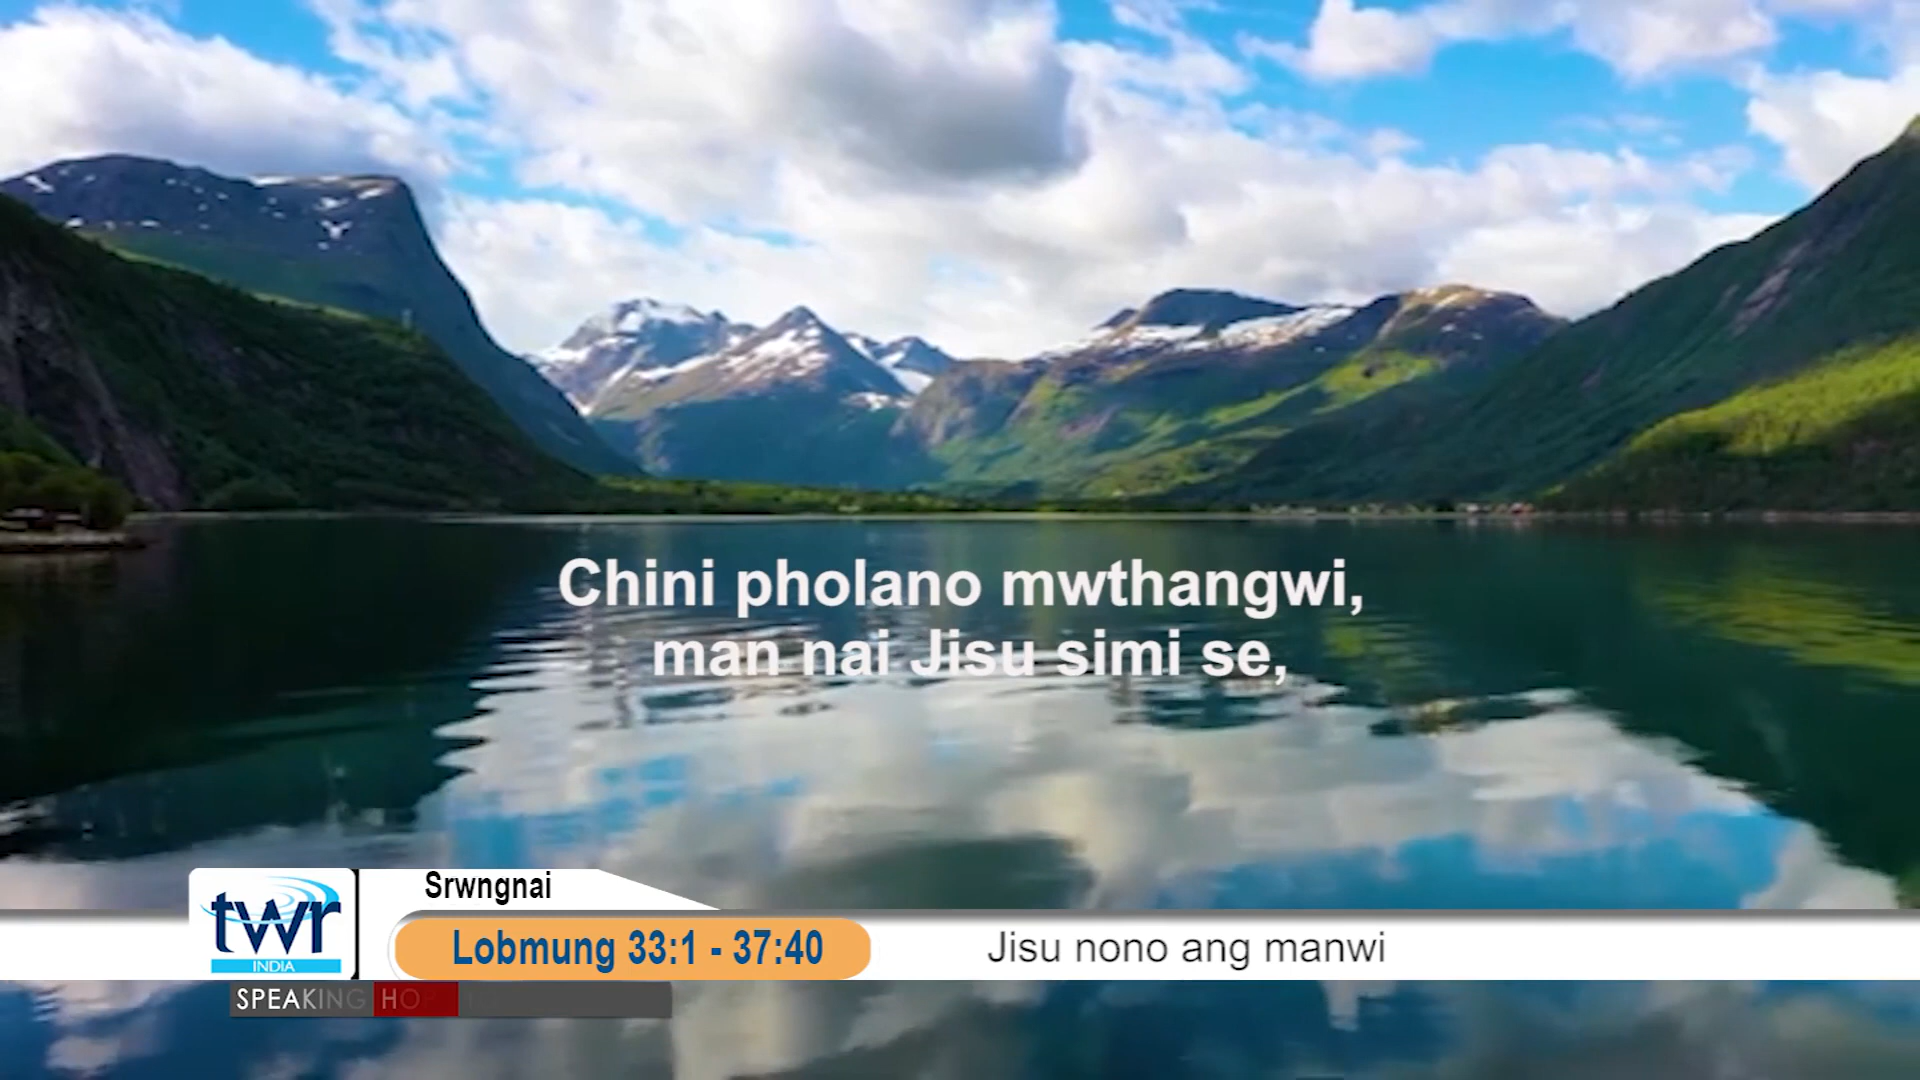 Chini pholano mwthangwi,
man nai Jisu simi se,
Srwngnai
twr
INDIA
Lobmung 33:1 - 37:40
Jisu nono ang manwi
SPEAKING